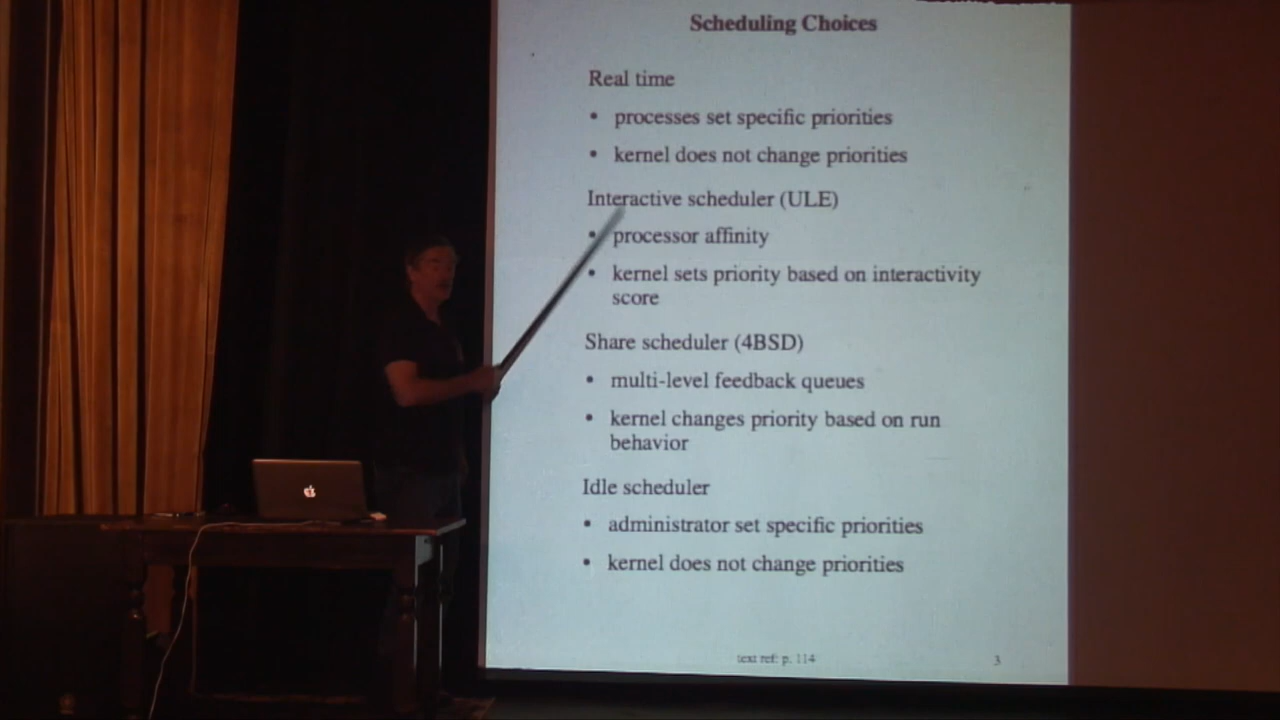 Scheduling Choices
Real time
• processes set specific priorities
• kernel does not change priorities
Interactive scheduler (ULE)
• processor affinity
• kernel sets priority based on interactivity
score
Share scheduler (4BSD)
• multi-level feedback queues
• kernel changes priority based on run
behavior
Idle scheduler
• administrator set specific priorities
• kernel does not change priorities
text ref: p. 114
3